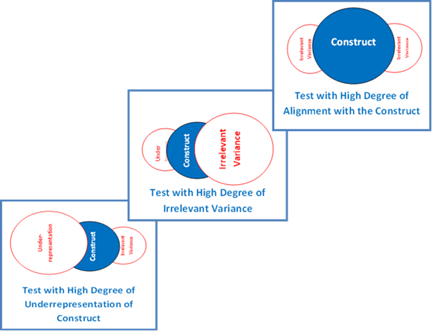 Irrelevant
Variance
Construct
Irrelevant
Variance
Test with High Degree of
Alignment with the Construct
Under
Construct
Irrelevant
Variance
Test with High Degree of
Irrelevant Variance
Under-
representation
Construct
Irrelevant
Variance
Test with High Degree of
Underrepresentation of
Construct